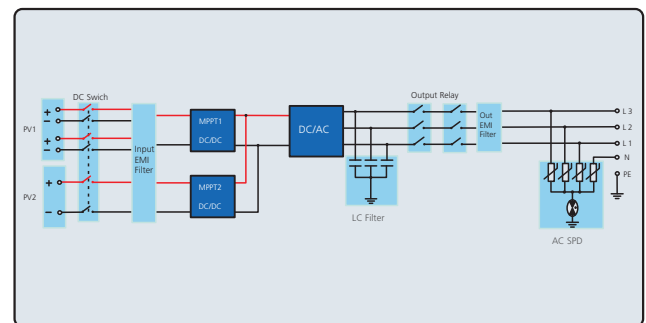 DC Swich
PV1
PV2
+
−
+
−
+
−
Input
EMI
Filter
MPPT1
DC/DC
MPPT2
DC/DC
DC/AC
LC Filter
Output Relay
Out
EMI
Filter
L 3
L 2
L 1
N
PE
AC SPD